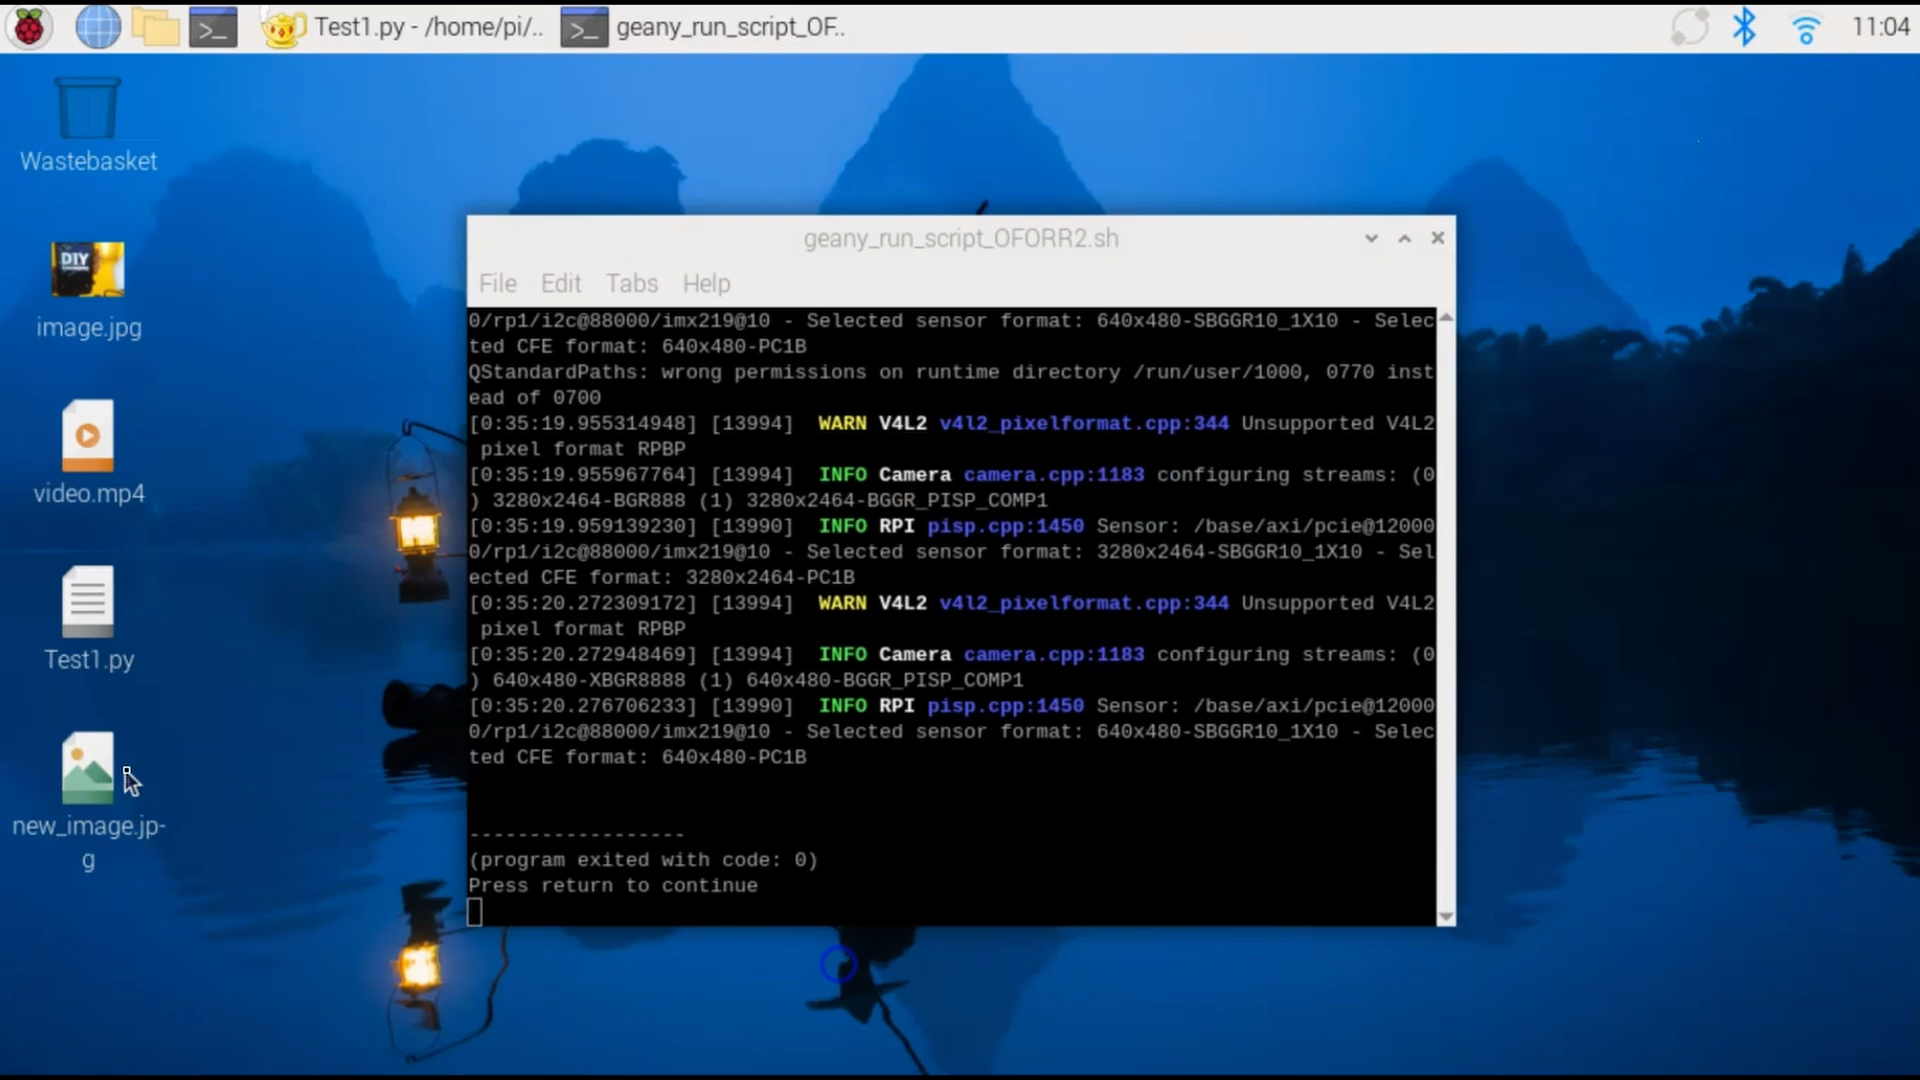 Test1.py - /home/pi/..
geany_run_script_OF..
11:04
Wastebasket
DIY
image.jpg
video.mp4
Test1.py
new_image.jp-
g
geany_run_script_OFORR2.sh
File Edit Tabs Help
0/rp1/i2c@88000/imx219@10 - Selected sensor format: 640x480-SBGGR10_1X10 - Selec
ted CFE format: 640x480-PC1B
QStandardPaths: wrong permissions on runtime directory /run/user/1000, 0770 inst
ead of 0700
[0:35:19.955314948] [13994]  WARN V4L2 v4l2_pixelformat.cpp:344 Unsupported V4L2
 pixel format RPBP
[0:35:19.955967764] [13994]  INFO Camera camera.cpp:1183 configuring streams: (0
) 3280x2464-BGR888 (1) 3280x2464-BGGR_PISP_COMP1
[0:35:19.959139230] [13990]  INFO RPI pisp.cpp:1450 Sensor: /base/axi/pcie@12000
0/rp1/i2c@88000/imx219@10 - Selected sensor format: 3280x2464-SBGGR10_1X10 - Sel
ected CFE format: 3280x2464-PC1B
[0:35:20.272309172] [13994]  WARN V4L2 v4l2_pixelformat.cpp:344 Unsupported V4L2
 pixel format RPBP
[0:35:20.272948469] [13994]  INFO Camera camera.cpp:1183 configuring streams: (0
) 640x480-XBGR8888 (1) 640x480-BGGR_PISP_COMP1
[0:35:20.276706233] [13990]  INFO RPI pisp.cpp:1450 Sensor: /base/axi/pcie@12000
0/rp1/i2c@88000/imx219@10 - Selected sensor format: 640x480-SBGGR10_1X10 - Selec
ted CFE format: 640x480-PC1B
------------------
(program exited with code: 0)
Press return to continue